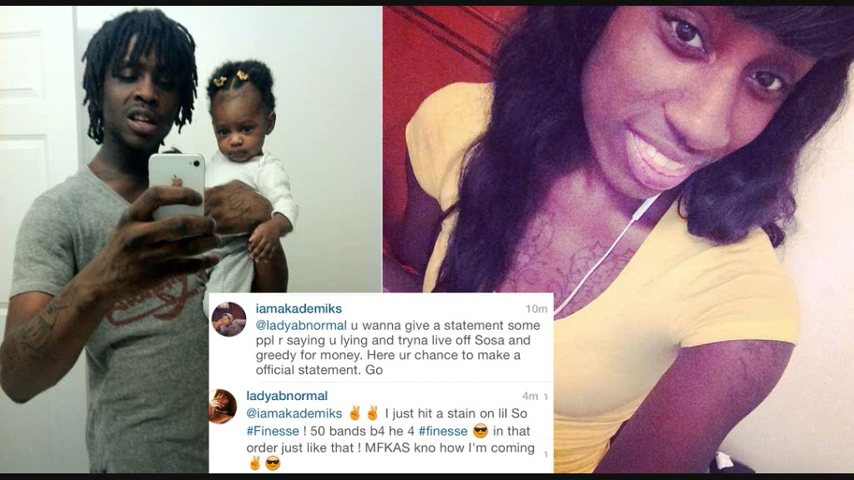 iamakademiks 10m
@ladyabnormal u wanna give a statement some
ppl r saying u lying and tryna live off Sosa and
greedy for money. Here ur chance to make a
official statement. Go
ladyabnormal 4m
@iamakademiks ✌️✌️ I just hit a stain on lil So
#Finesse ! 50 bands b4 he 4 #finesse 😎 in that
order just like that ! MFKAS kno how I'm coming
✌️😎